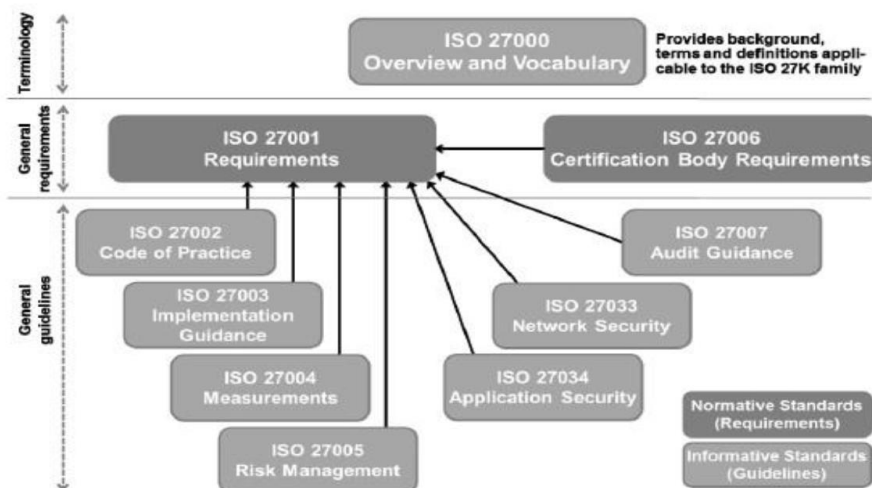 Terminology
ISO 27000
Overview and Vocabulary
Provides background,
terms and definitions appli-
cable to the ISO 27K family
General
requirements
ISO 27001
Requirements
ISO 27006
Certification Body Requirements
General
guidelines
ISO 27002
Code of Practice
ISO 27007
Audit Guidance
ISO 27003
Implementation
Guidance
ISO 27033
Network Security
ISO 27004
Measurements
ISO 27034
Application Security
ISO 27005
Risk Management
Normative Standards
(Requirements)
Informative Standards
(Guidelines)